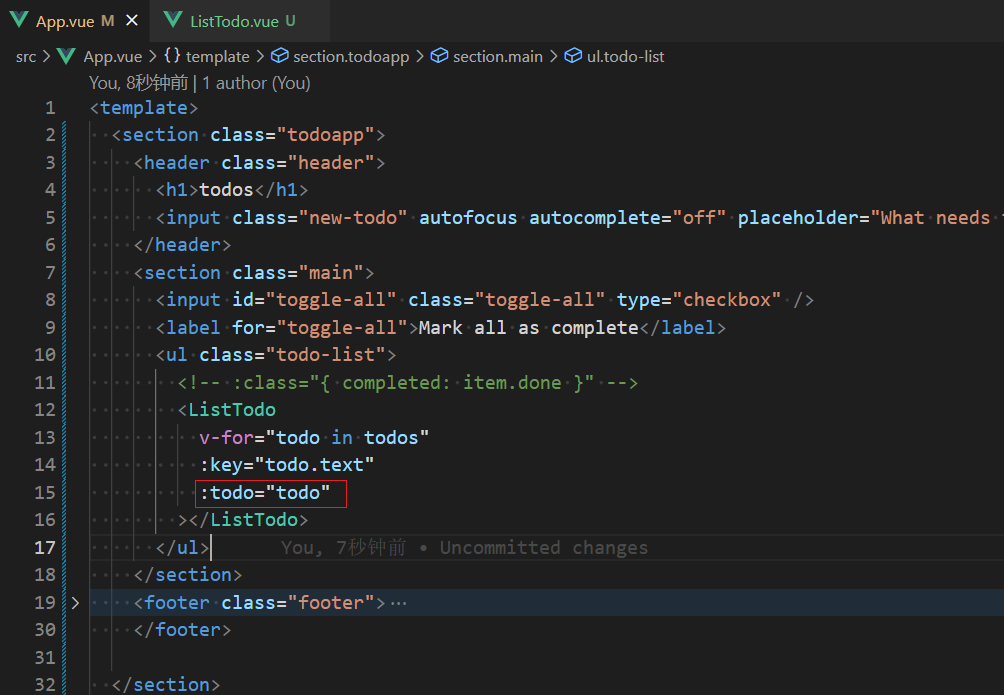 App.vue M ListTodo.vue U
src > App.vue > {} template > section.todoapp > section.main > ul.todo-list
You, 8秒钟前 | 1 author (You)
1 <template>
2 <section class="todoapp">
3 <header class="header">
4 <h1>todos</h1>
5 <input class="new-todo" autofocus autocomplete="off" placeholder="What needs
6 </header>
7 <section class="main">
8 <input id="toggle-all" class="toggle-all" type="checkbox" />
9 <label for="toggle-all">Mark all as complete</label>
10 <ul class="todo-list">
11 <!-- :class="{ completed: item.done }" -->
12 <ListTodo
13 v-for="todo in todos"
14 :key="todo.text"
15 :todo="todo"
16 ></ListTodo>
17 </ul> You, 7秒钟前 • Uncommitted changes
18 </section>
19 <footer class="footer">…
30 </footer>
31
32 </section>